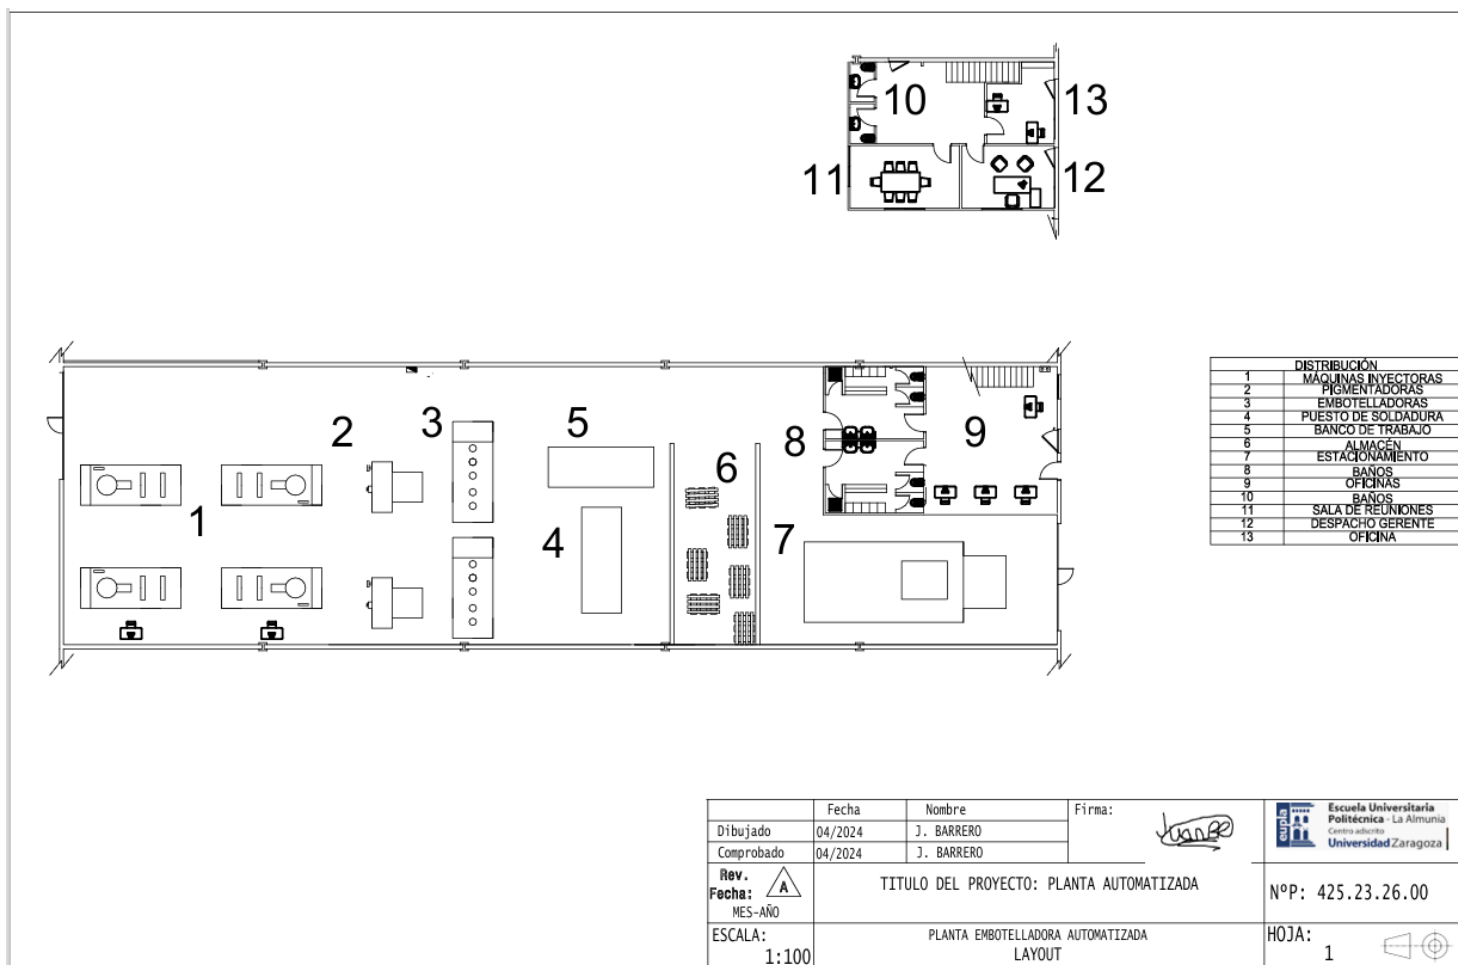 10
13
11
12
1
2
3
4
5
6
7
8
9
DISTRIBUCIÓN
1 MÁQUINAS INYECTORAS
2 PIGMENTADORAS
3 EMBOTELLADORAS
4 PUESTO DE SOLDADURA
5 BANCO DE TRABAJO
6 ALMACÉN
7 ESTACIONAMIENTO
8 BAÑOS
9 OFICINAS
10 BAÑOS
11 SALA DE REUNIONES
12 DESPACHO GERENTE
13 OFICINA
Fecha Nombre Firma:
Dibujado 04/2024 J. BARRERO
Comprobado 04/2024 J. BARRERO
JuanBe
eupla
Escuela Universitaria
Politécnica - La Almunia
Centro adscrito
Universidad Zaragoza
Rev. A
Fecha:
MES-AÑO
TITULO DEL PROYECTO: PLANTA AUTOMATIZADA
NºP: 425.23.26.00
ESCALA:
1:100
PLANTA EMBOTELLADORA AUTOMATIZADA
LAYOUT
HOJA:
1